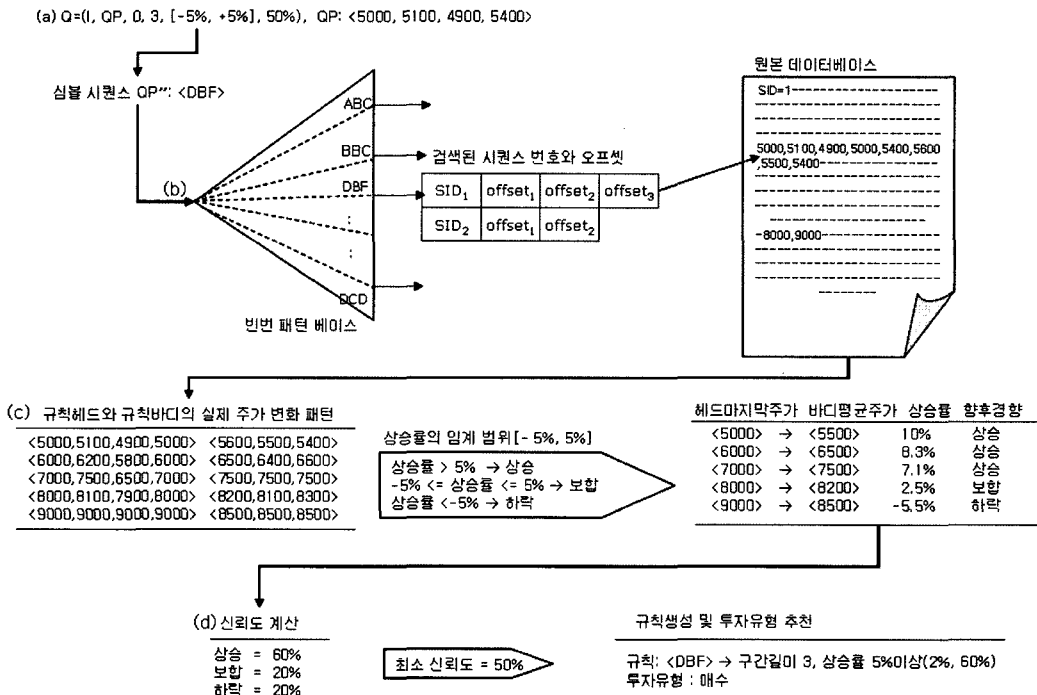 (a) Q=(I, QP, 0, 3, [-5%, +5%], 50%), QP: <5000, 5100, 4900, 5400>
심볼 시퀀스 QP": <DBF>
(b)
ABC
BBC
DBF
:
:
DCD
빈번 패턴 베이스
검색된 시퀀스 번호와 오프셋
SID1 offset1 offset2 offset3
SID2 offset1 offset2
원본 데이터베이스
SID=1
5000,5100,4900,5000,5400,5600
,5500,5400
-8000,9000
(c) 규칙헤드와 규칙바디의 실제 주가 변화 패턴
<5000,5100,4900,5000> <5600,5500,5400>
<6000,6200,5800,6000> <6500,6400,6600>
<7000,7500,6500,7000> <7500,7500,7500>
<8000,8100,7900,8000> <8200,8100,8300>
<9000,9000,9000,9000> <8500,8500,8500>
상승률의 임계 범위[-5%, 5%]
상승률 > 5% → 상승
-5% <= 상승률 <= 5% → 보합
상승률 <-5% → 하락
헤드마지막주가 바디평균주가 상승률 향후경향
<5000> → <5500> 10% 상승
<6000> → <6500> 8.3% 상승
<7000> → <7500> 7.1% 상승
<8000> → <8200> 2.5% 보합
<9000> → <8500> -5.5% 하락
(d) 신뢰도 계산
상승 = 60%
보합 = 20%
하락 = 20%
최소 신뢰도 = 50%
규칙생성 및 투자유형 추천
규칙: <DBF> → 구간길이 3, 상승률 5%이상(2%, 60%)
투자유형 : 매수